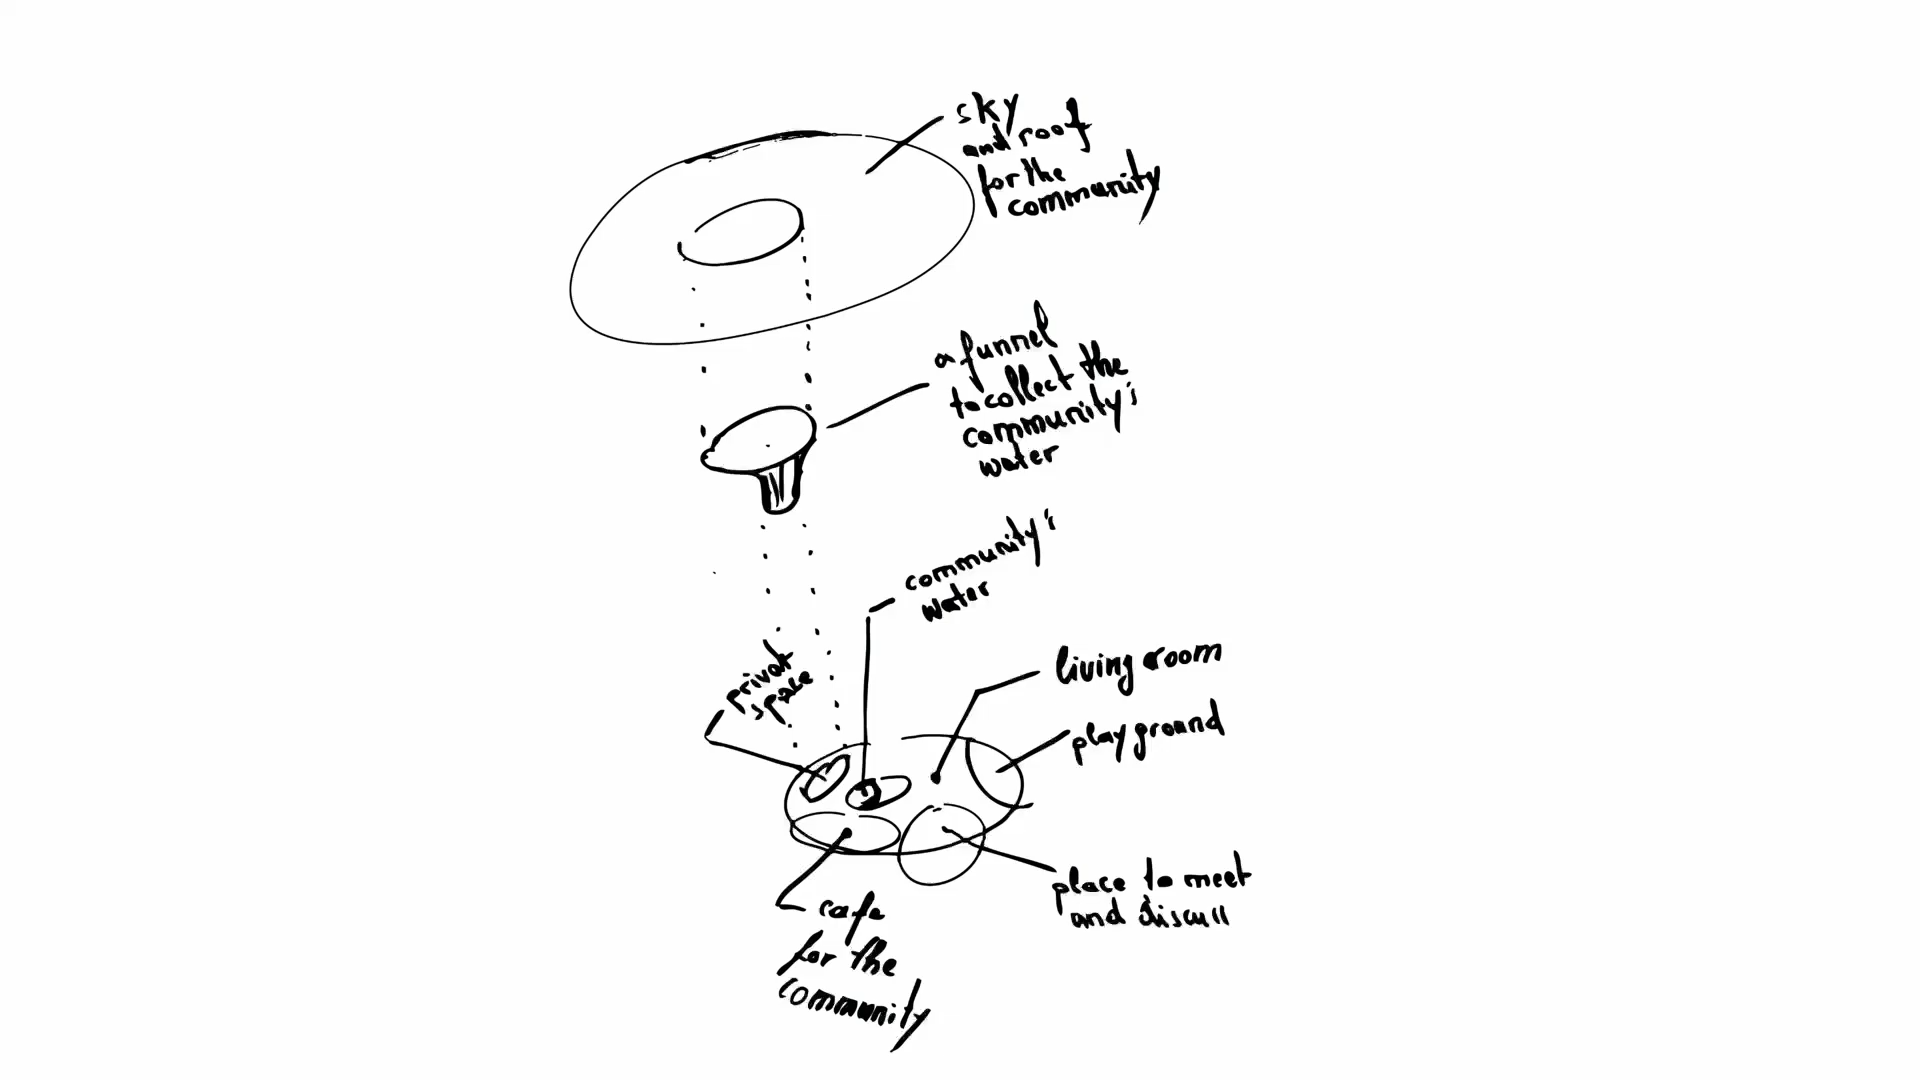 sky
and roof
for the
community
a funnel
to collect the
community's
water
community's
water
privat
space
living room
playground
place to meet
and discuss
cafe
for the
community